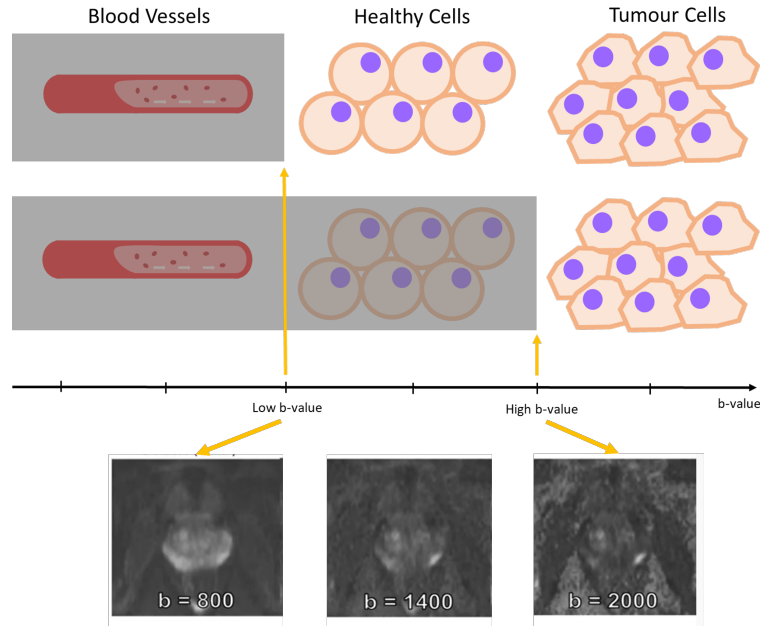 Blood Vessels
Healthy Cells
Tumour Cells
Low b-value
High b-value
b-value
b = 800
b = 1400
b = 2000